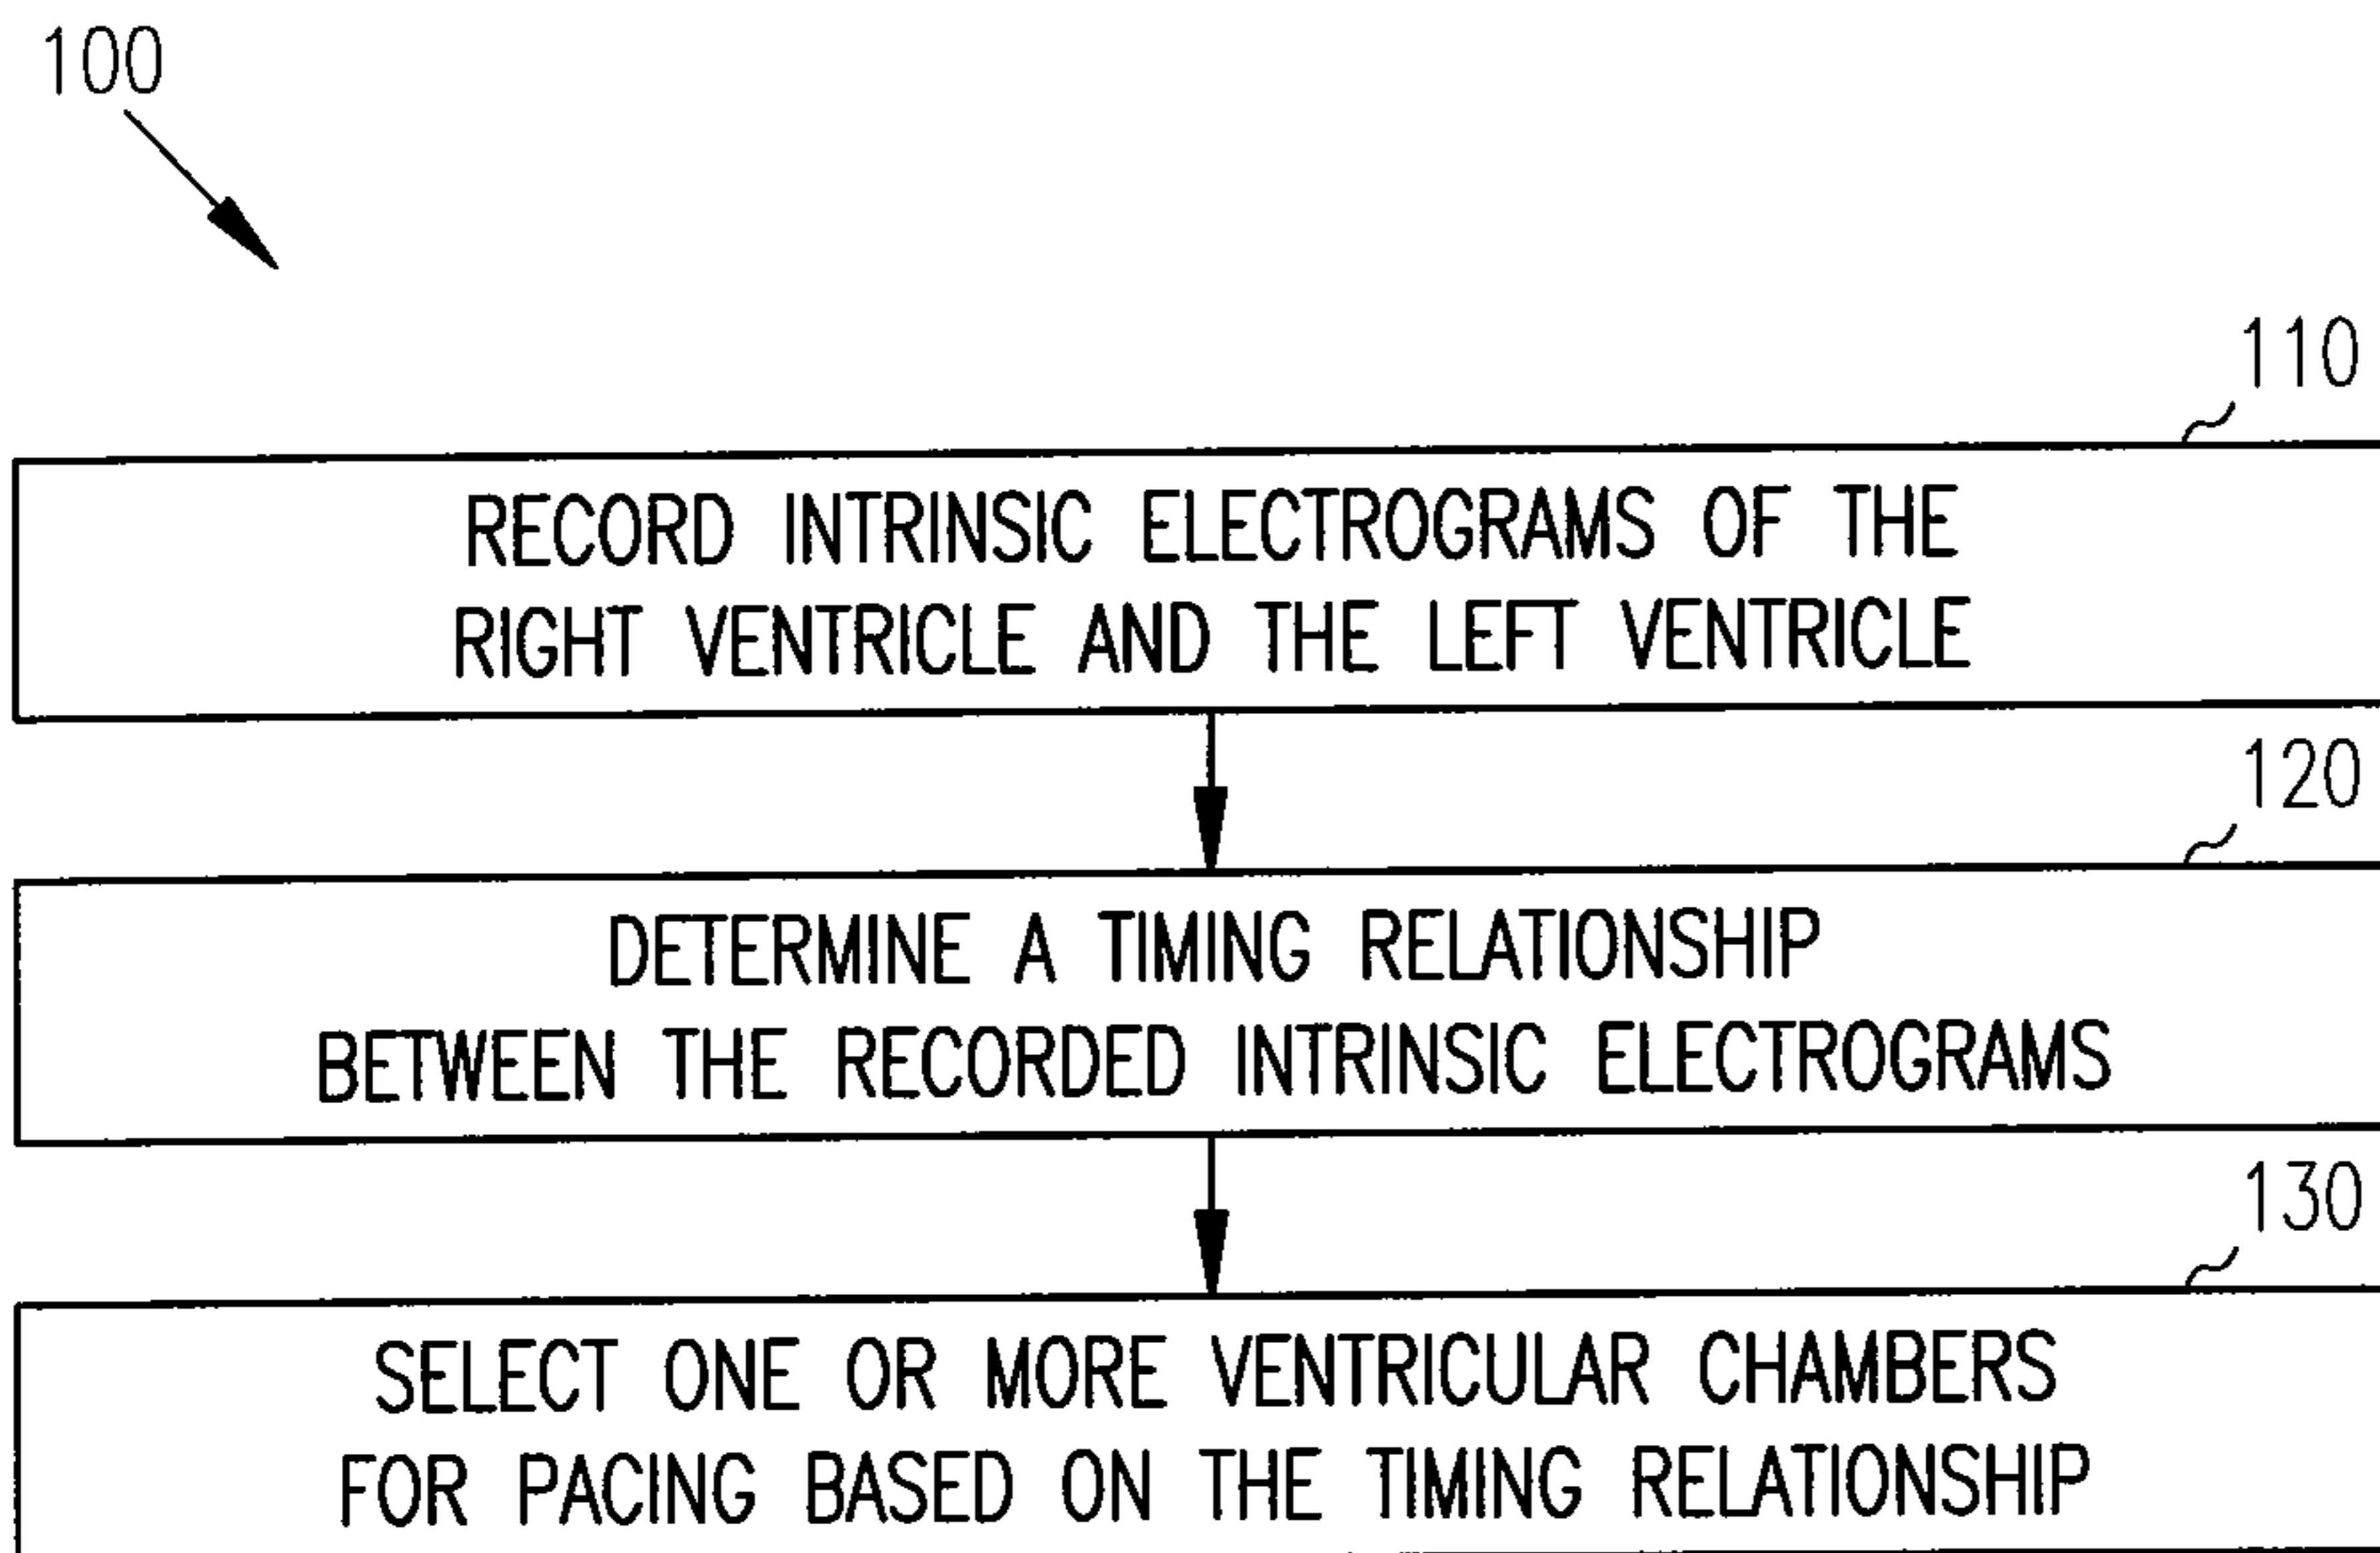 100
110
RECORD INTRINSIC ELECTROGRAMS OF THE
RIGHT VENTRICLE AND THE LEFT VENTRICLE
120
DETERMINE A TIMING RELATIONSHIP
BETWEEN THE RECORDED INTRINSIC ELECTROGRAMS
130
SELECT ONE OR MORE VENTRICULAR CHAMBERS
FOR PACING BASED ON THE TIMING RELATIONSHIP